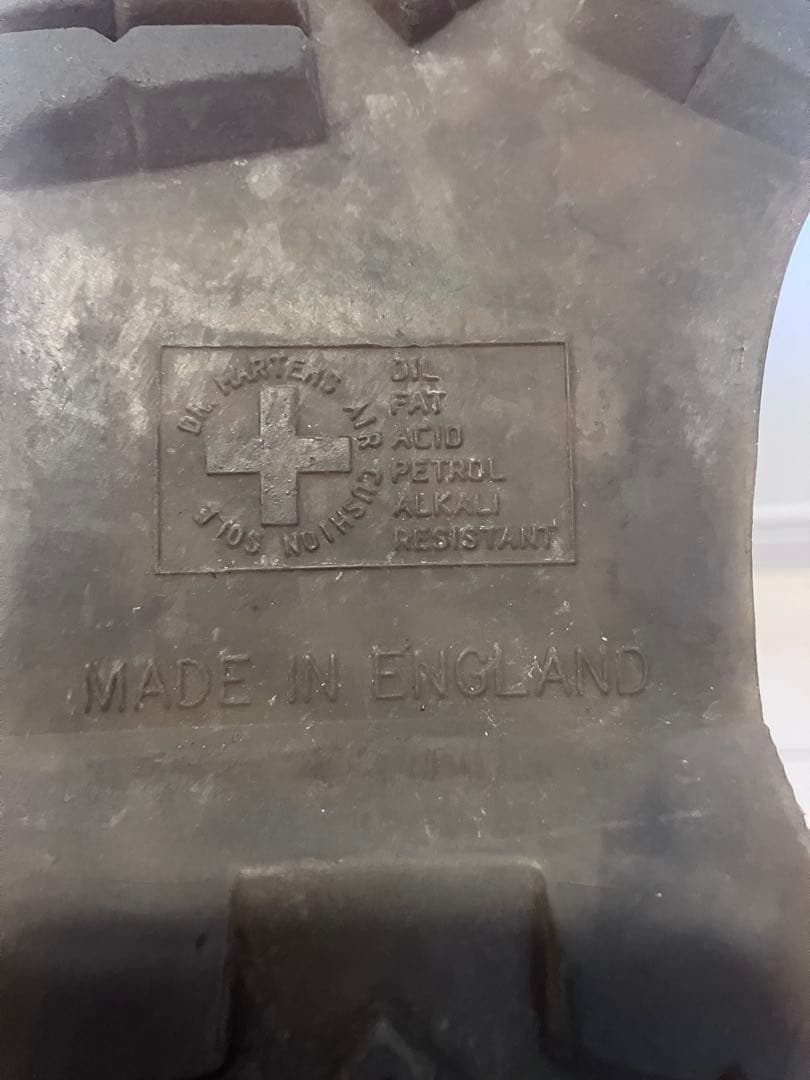 DR. MARTENS AIR CUSHION SOLE
OIL
FAT
ACID
PETROL
ALKALI
RESISTANT
MADE IN ENGLAND